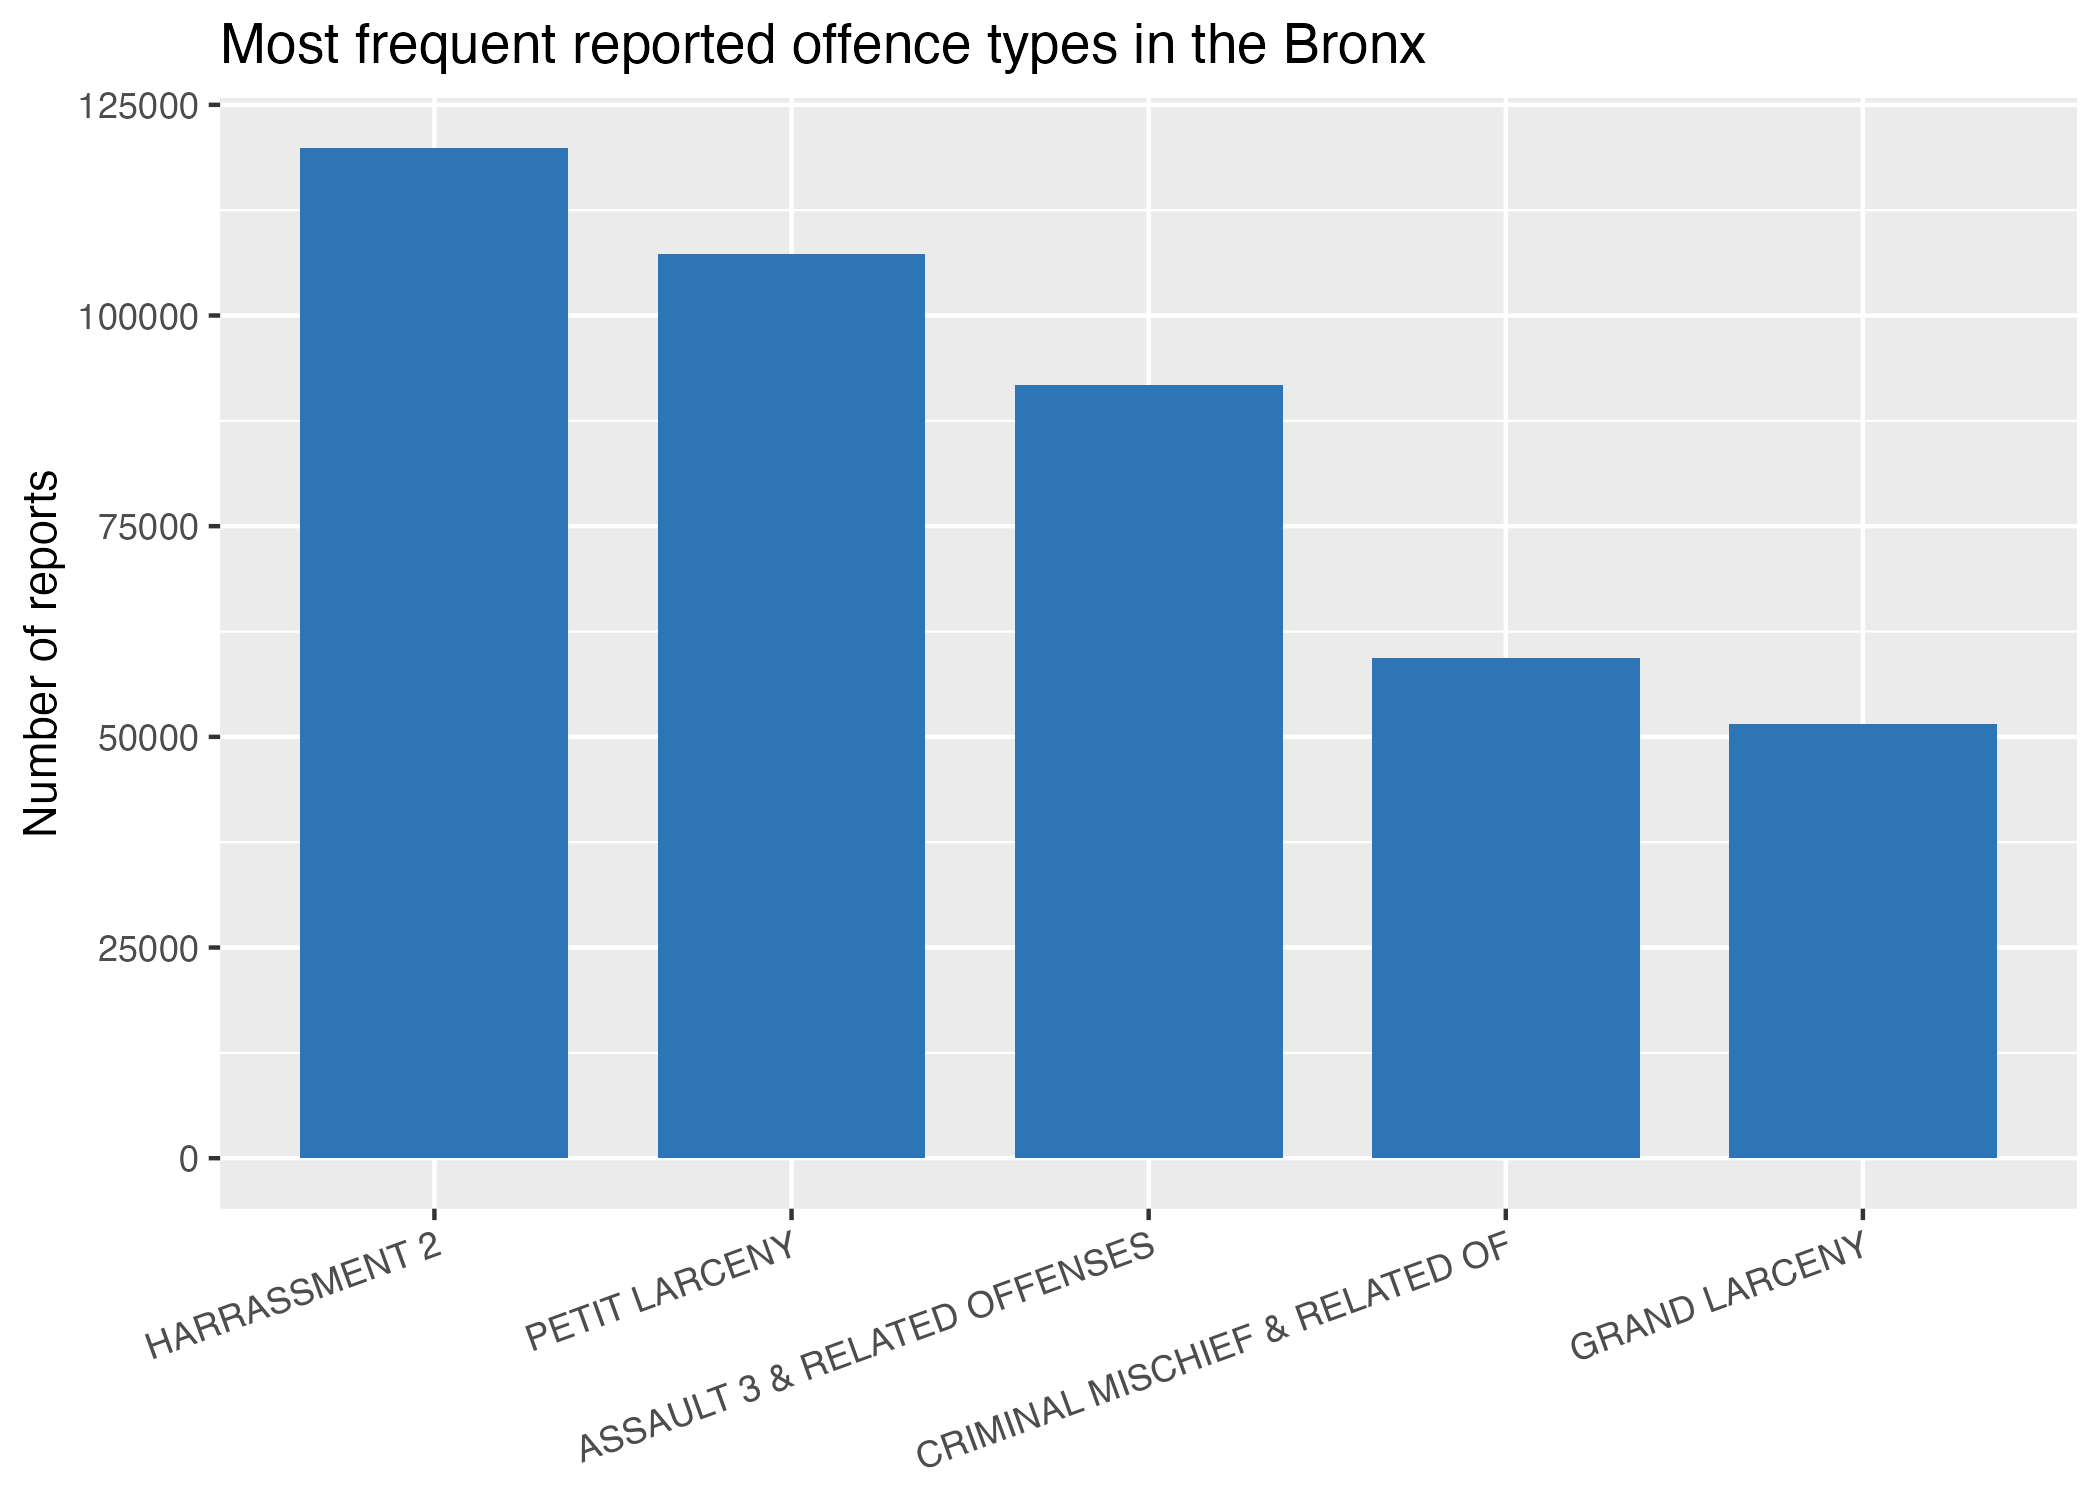 Most frequent reported offence types in the Bronx
125000
100000
75000
50000
25000
0
Number of reports
HARRASSMENT 2
PETIT LARCENY
ASSAULT 3 & RELATED OFFENSES
CRIMINAL MISCHIEF & RELATED OF
GRAND LARCENY